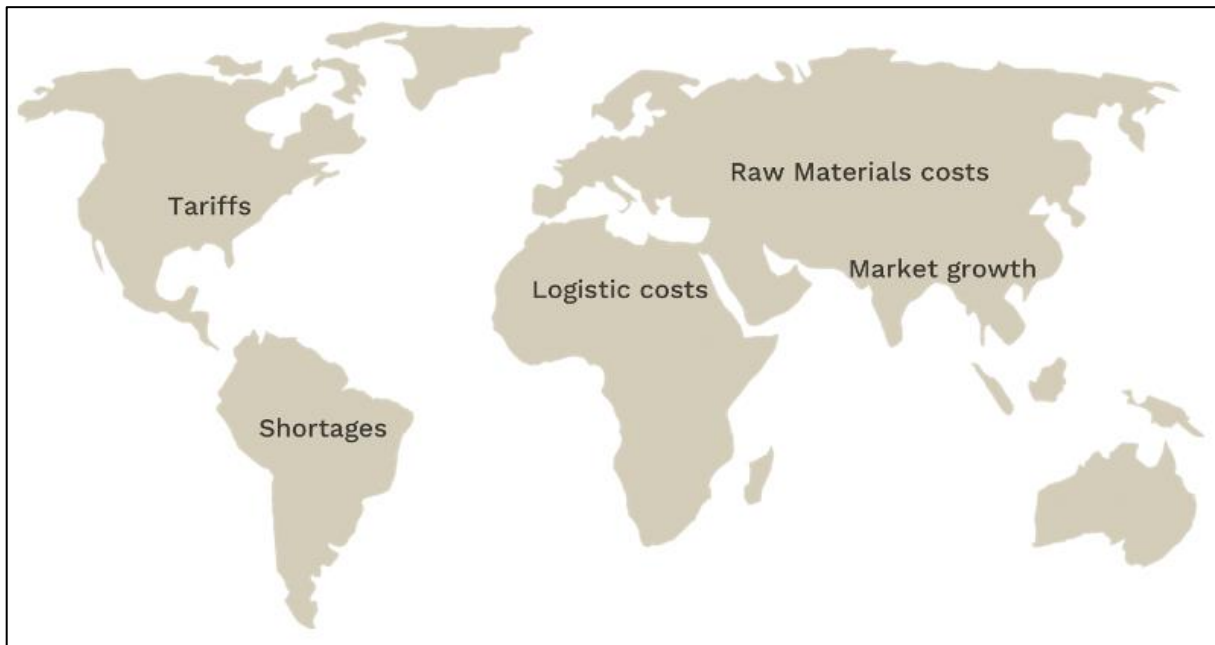 Raw Materials costs
Tariffs
Market growth
Logistic costs
Shortages